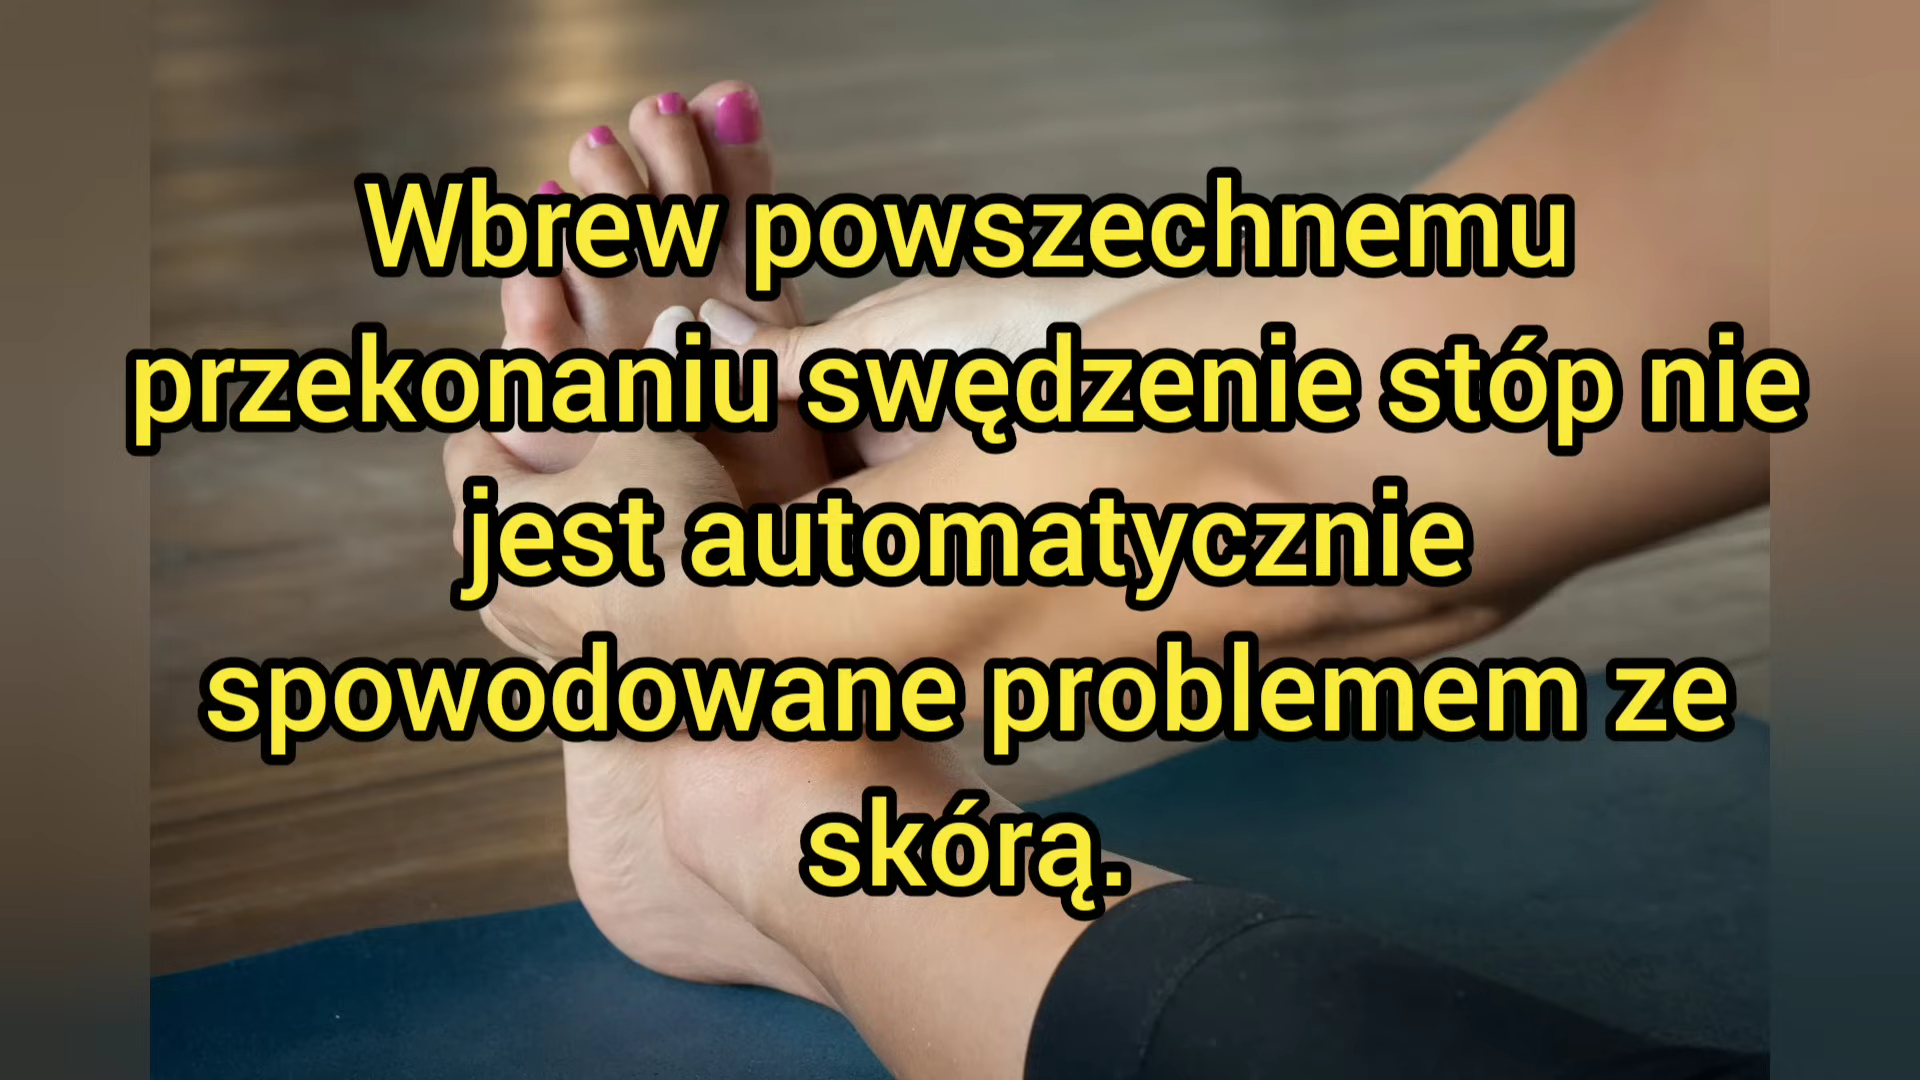 Wbrew powszechnemu
przekonaniu swędzenie stóp nie
jest automatycznie
spowodowane problemem ze
skórą.